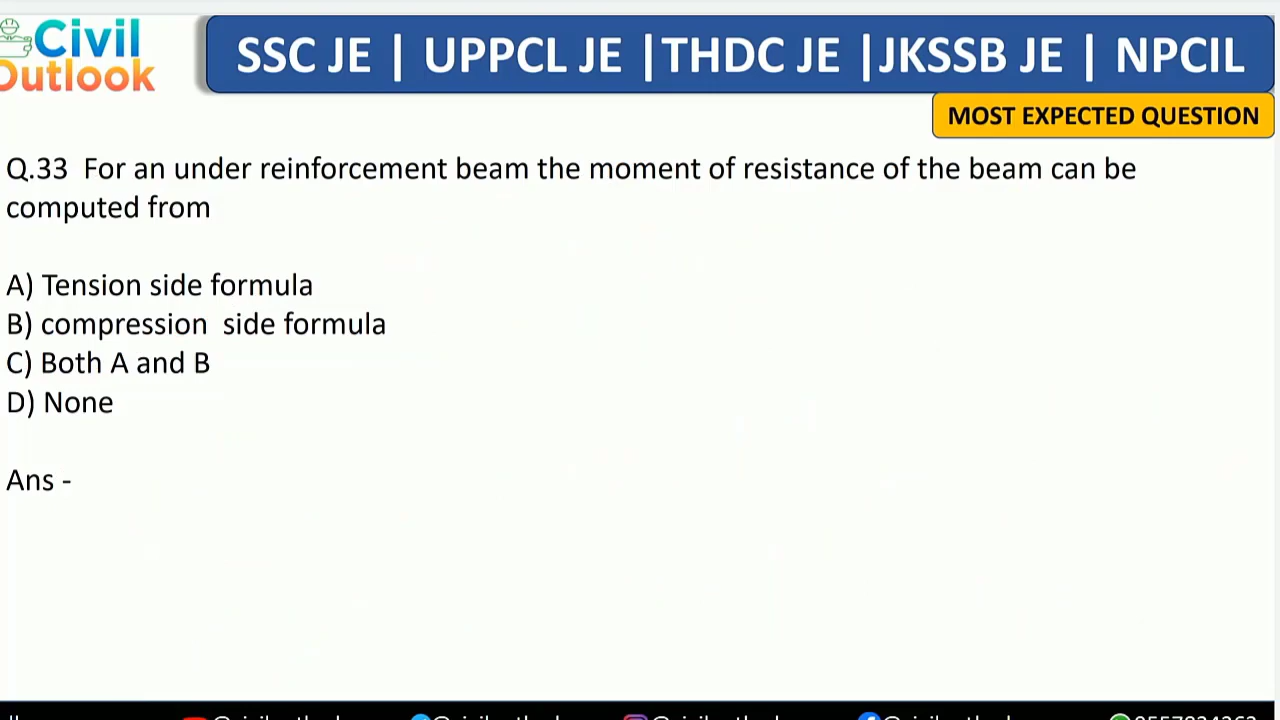 Civil
Outlook
SSC JE | UPPCL JE |THDC JE |JKSSB JE | NPCIL
MOST EXPECTED QUESTION
Q.33 For an under reinforcement beam the moment of resistance of the beam can be
computed from
A) Tension side formula
B) compression side formula
C) Both A and B
D) None
Ans -